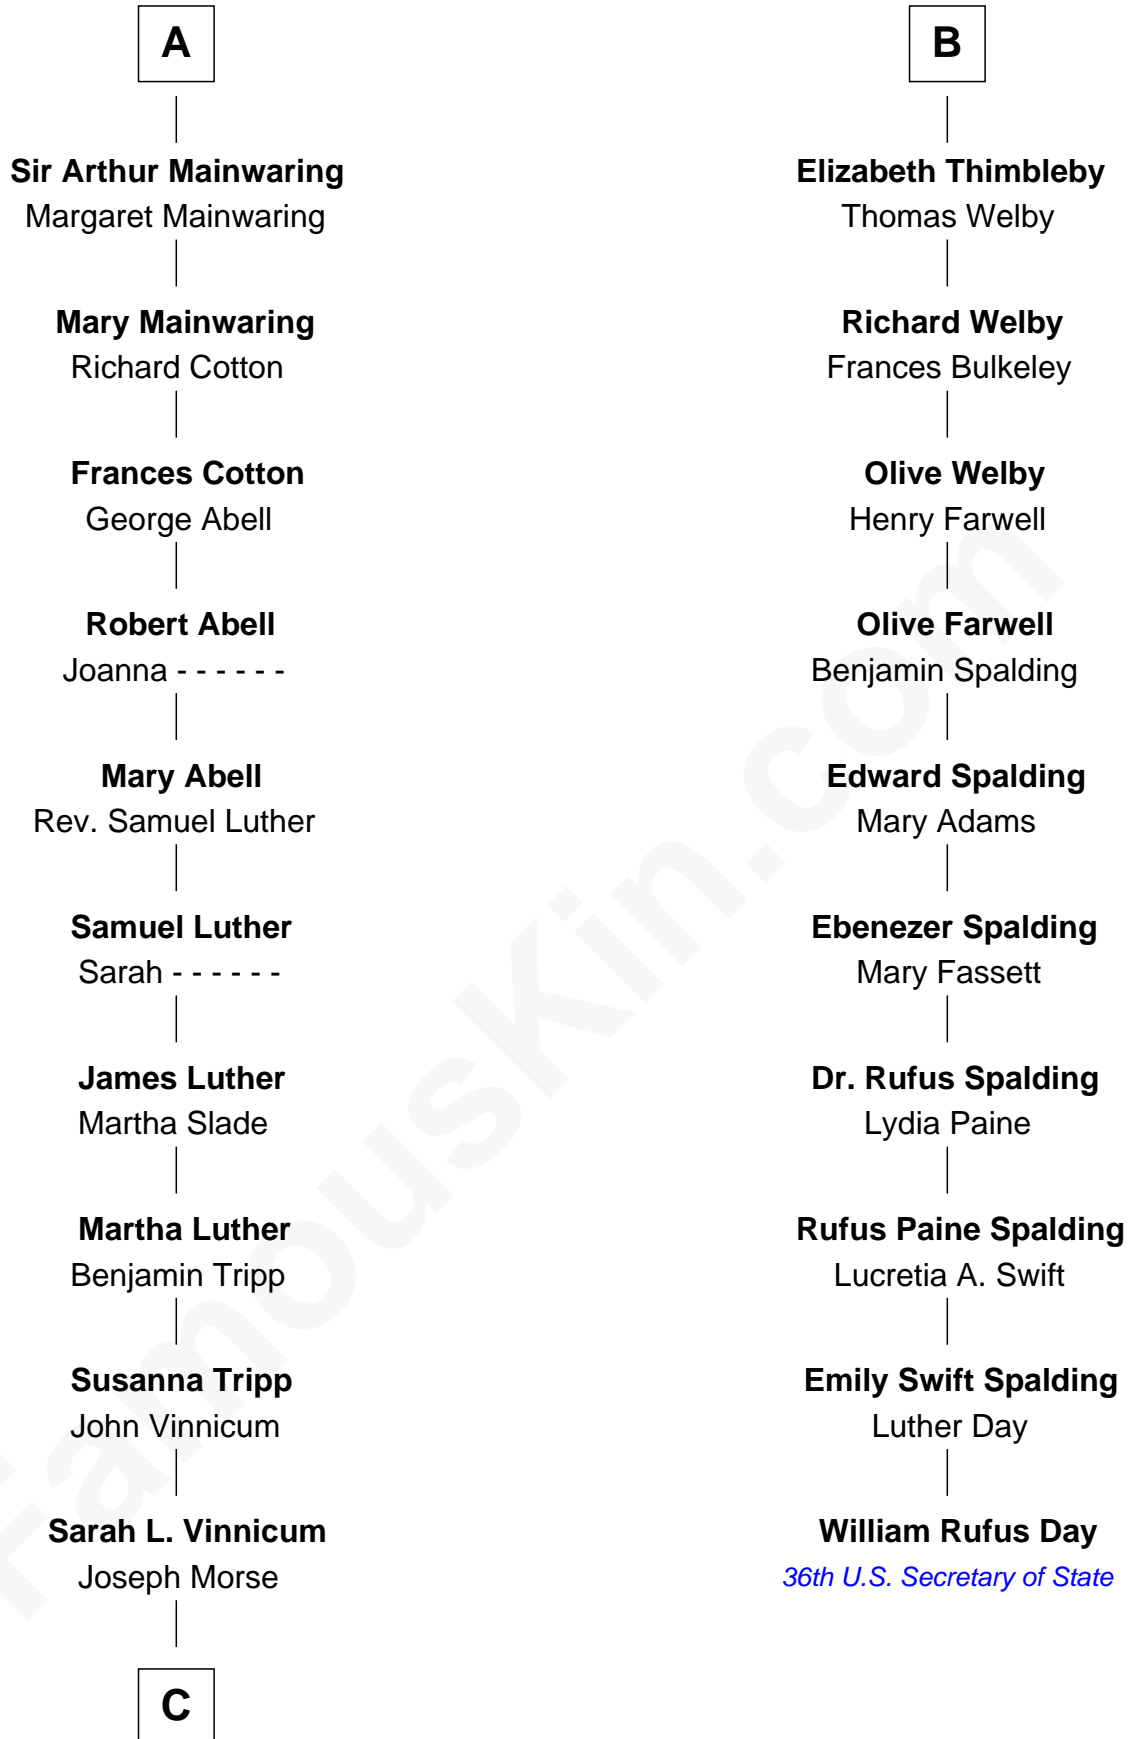 A
Sir Arthur Mainwaring
Margaret Mainwaring
Mary Mainwaring
Richard Cotton
Frances Cotton
George Abell
Robert Abell
Joanna - - - - - -
Mary Abell
Rev. Samuel Luther
Samuel Luther
Sarah - - - - - -
James Luther
Martha Slade
Martha Luther
Benjamin Tripp
Susanna Tripp
John Vinnicum
Sarah L. Vinnicum
Joseph Morse
C
B
Elizabeth Thimbleby
Thomas Welby
Richard Welby
Frances Bulkeley
Olive Welby
Henry Farwell
Olive Farwell
Benjamin Spalding
Edward Spalding
Mary Adams
Ebenezer Spalding
Mary Fassett
Dr. Rufus Spalding
Lydia Paine
Rufus Paine Spalding
Lucretia A. Swift
Emily Swift Spalding
Luther Day
William Rufus Day
36th U.S. Secretary of State
FamousKin.com